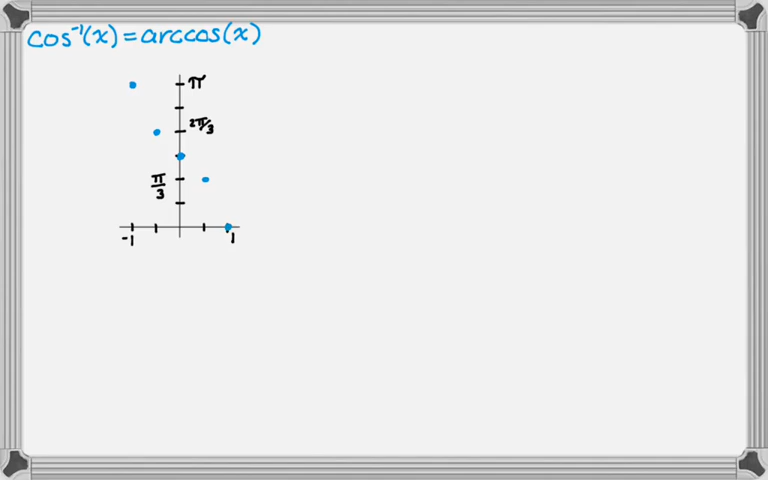 cos⁻¹(x) = arccos(x)
π
2π/3
π/3
-1 1